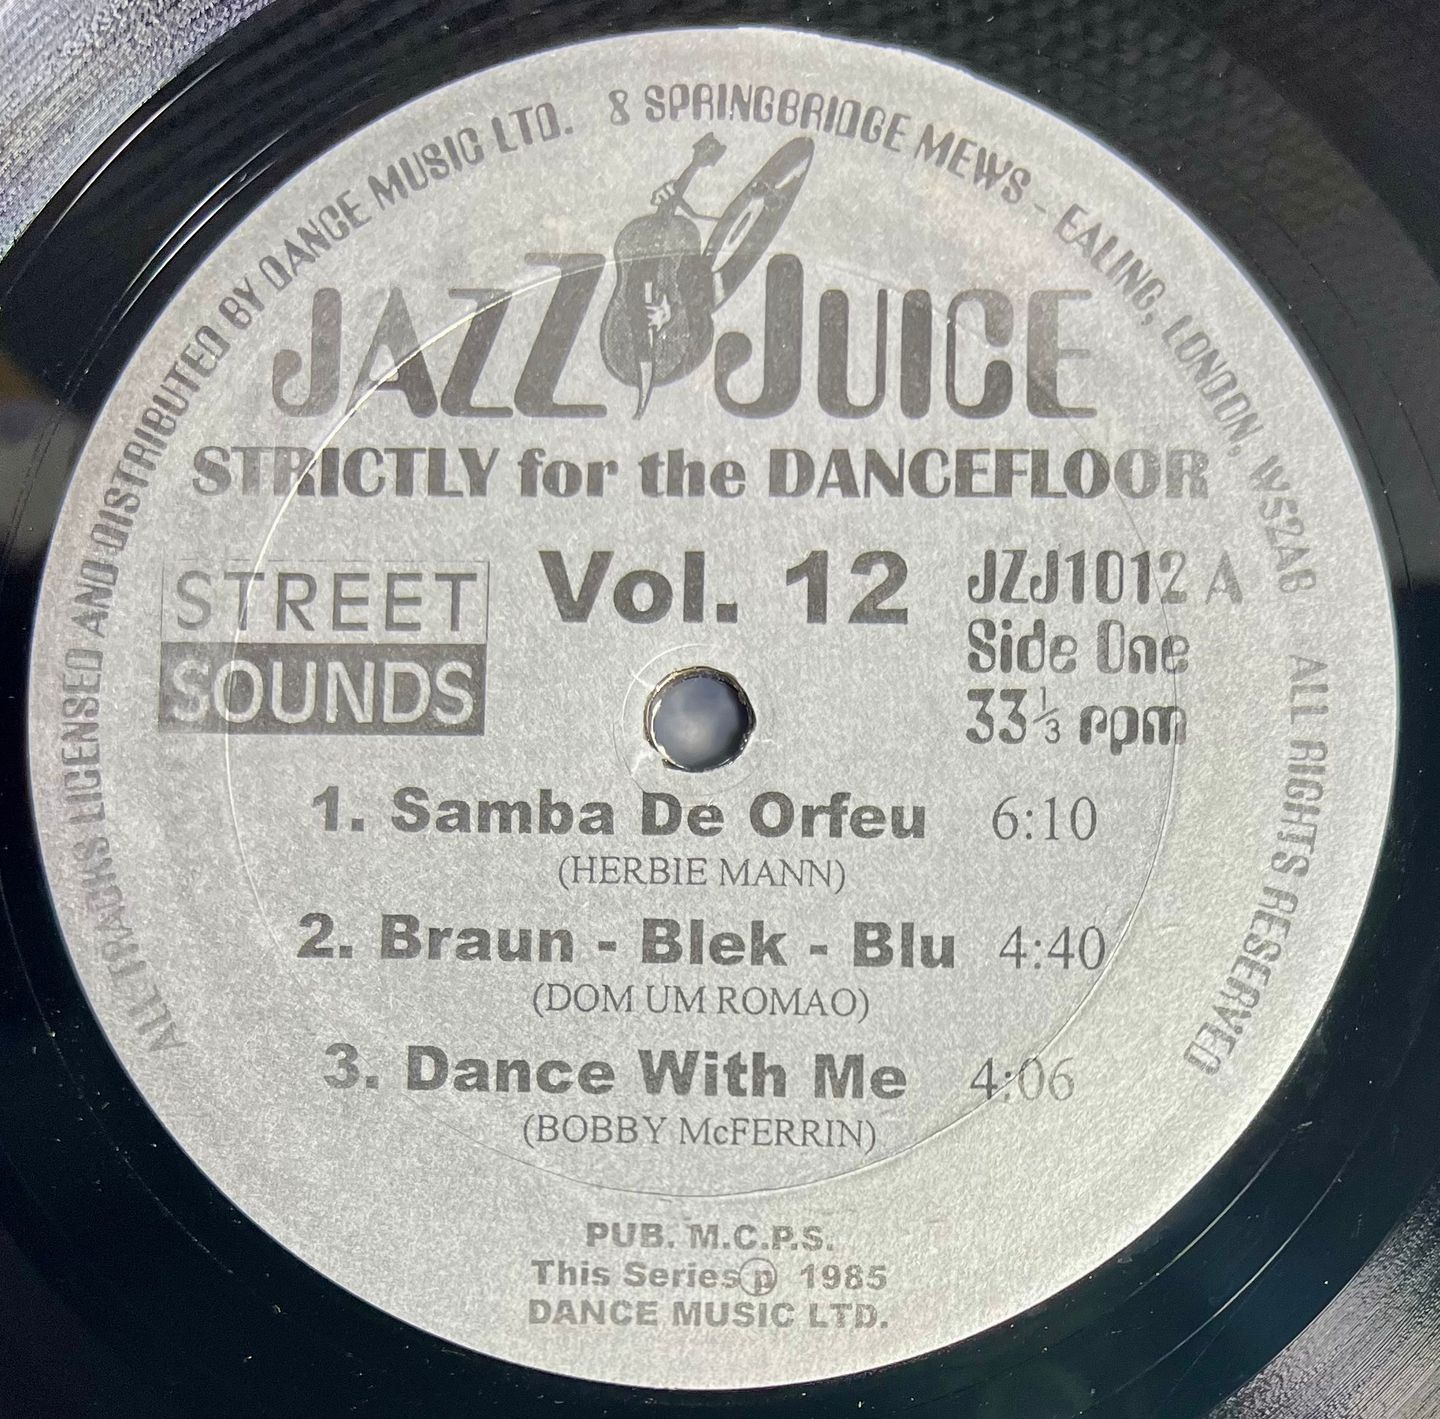 ALL TRACKS LICENSED AND DISTRIBUTED BY DANCE MUSIC LTD. 8 SPRINGBRIDGE MEWS - EALING, LONDON, W52AB ALL RIGHTS RESERVED
JAZZ JUICE
STRICTLY for the DANCEFLOOR
STREET
SOUNDS
Vol. 12
JZJ1012 A
Side One
33 1/3 rpm
1. Samba De Orfeu 6:10
(HERBIE MANN)
2. Braun - Blek - Blu 4:40
(DOM UM ROMAO)
3. Dance With Me 4:06
(BOBBY McFERRIN)
PUB. M.C.P.S.
This Series ℗ 1985
DANCE MUSIC LTD.